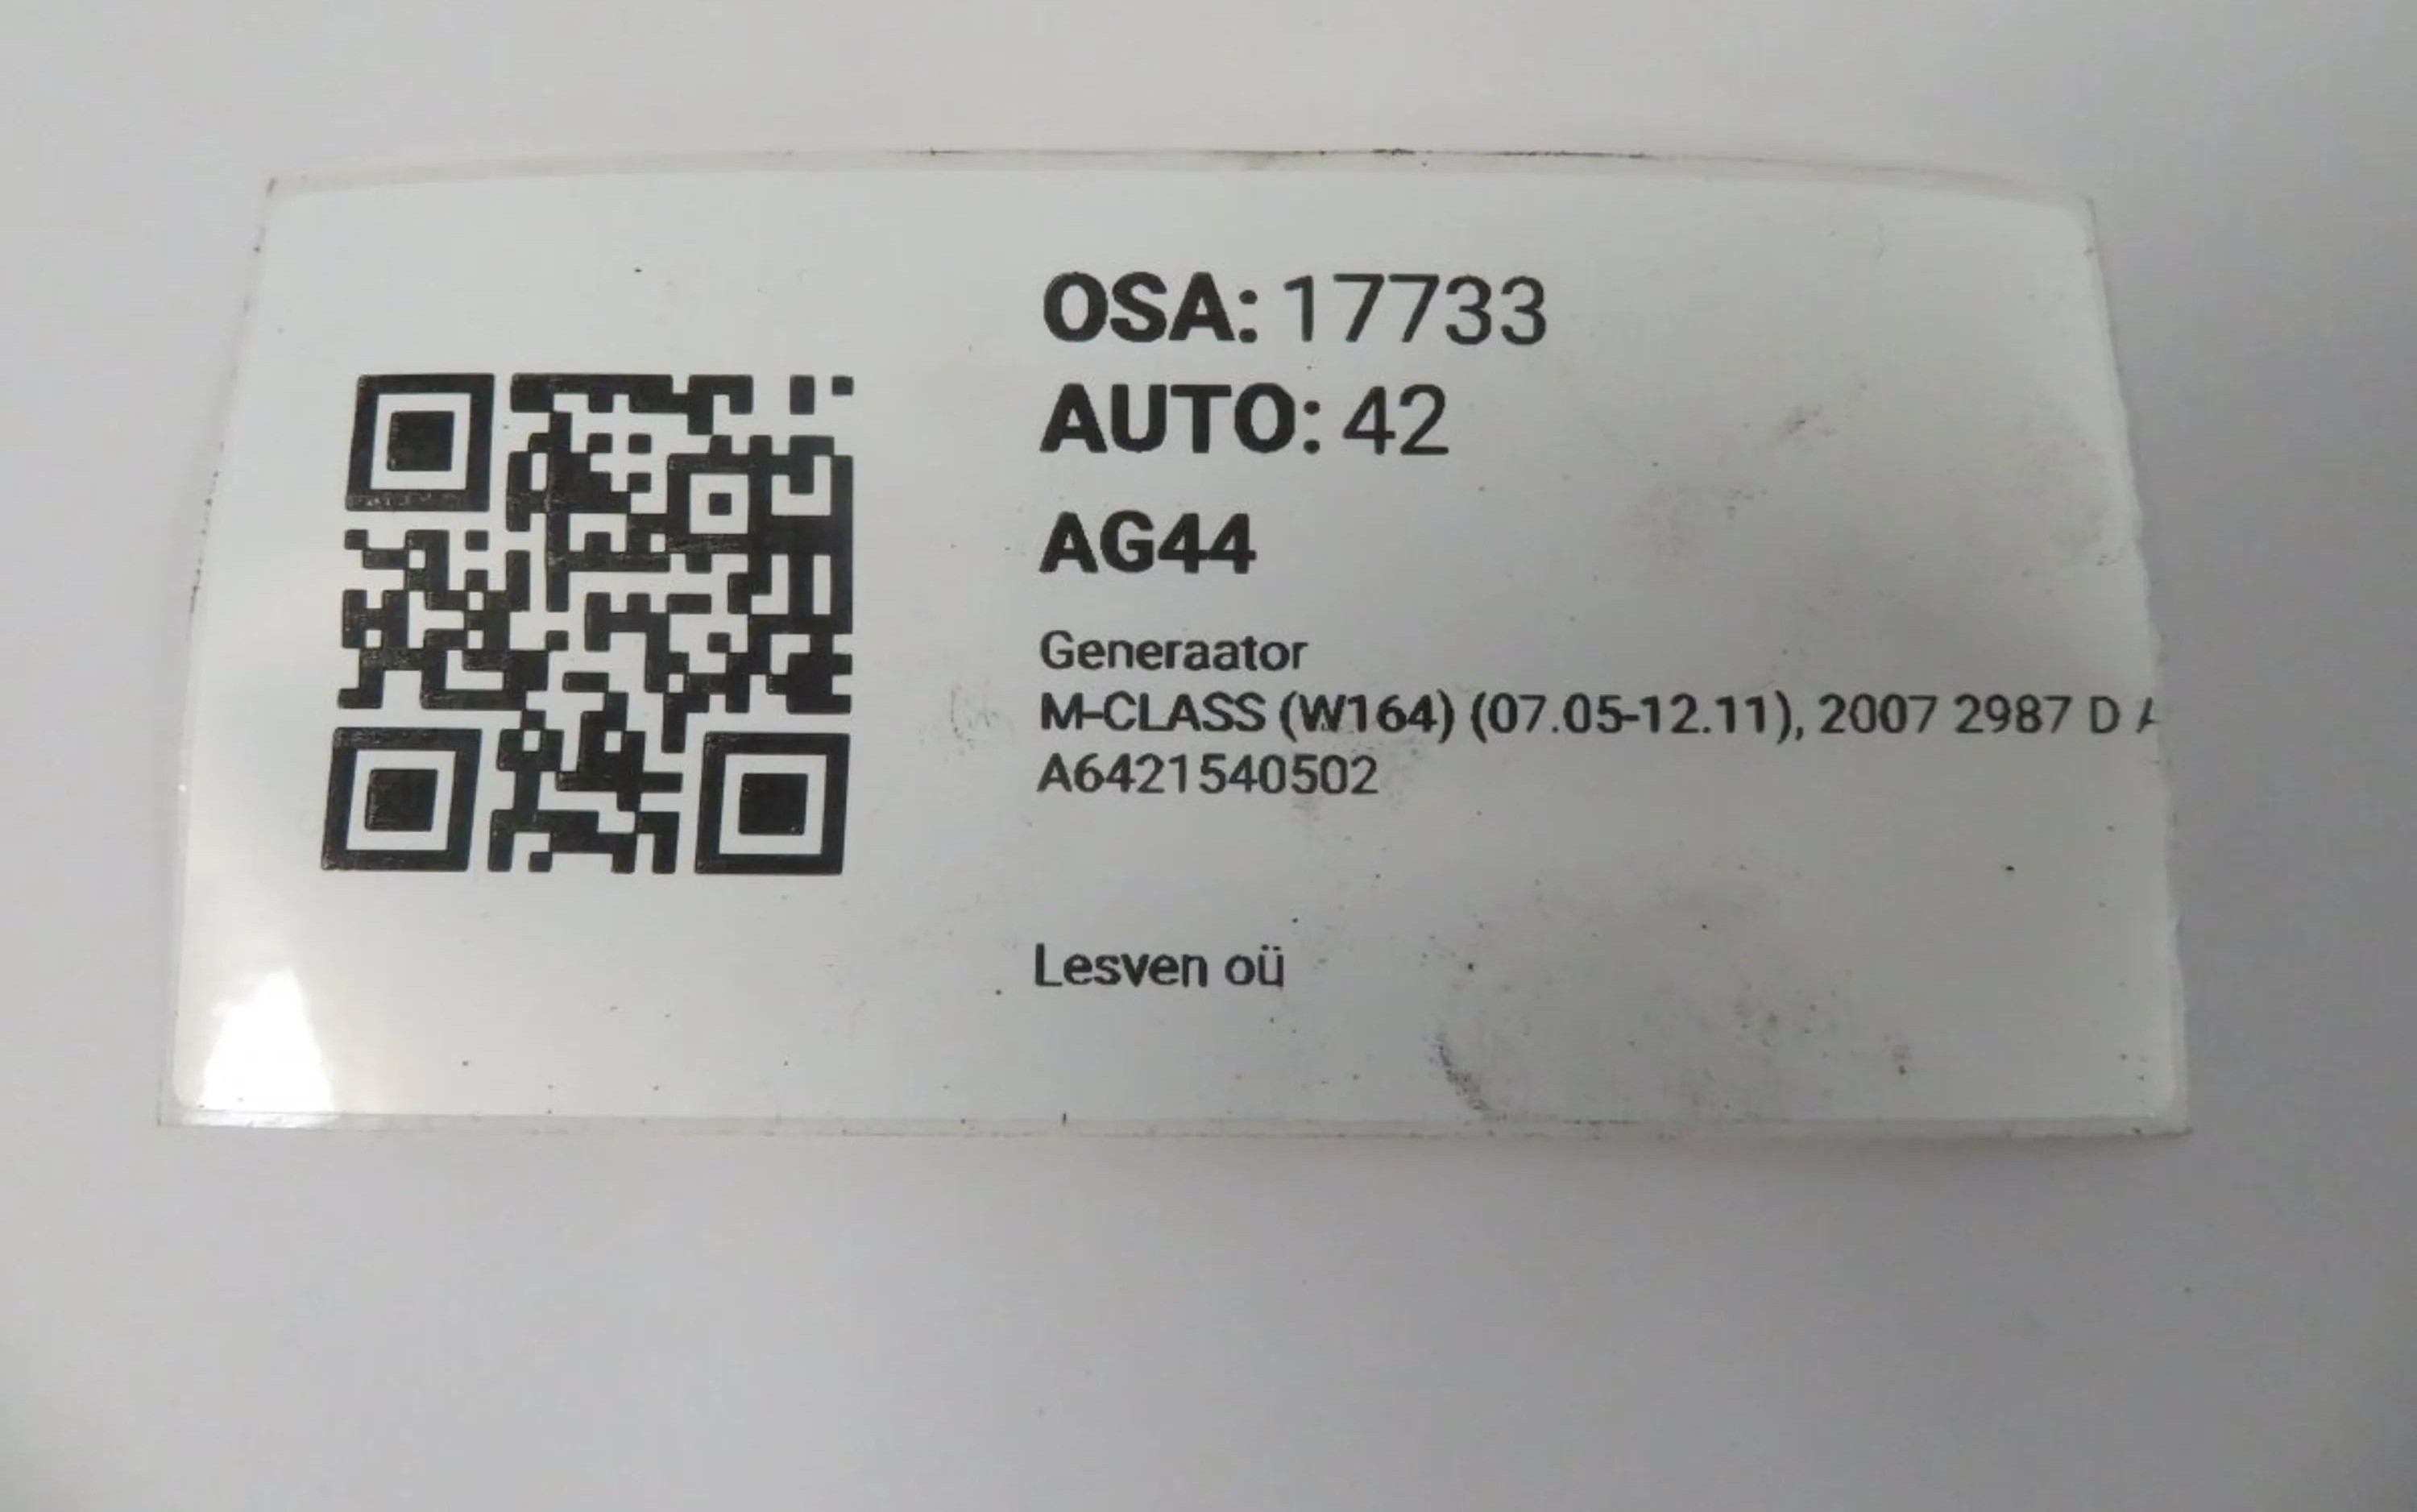 OSA: 17733
AUTO: 42
AG44
Generaator
M-CLASS (W164) (07.05-12.11), 2007 2987 D
A6421540502
Lesven oü